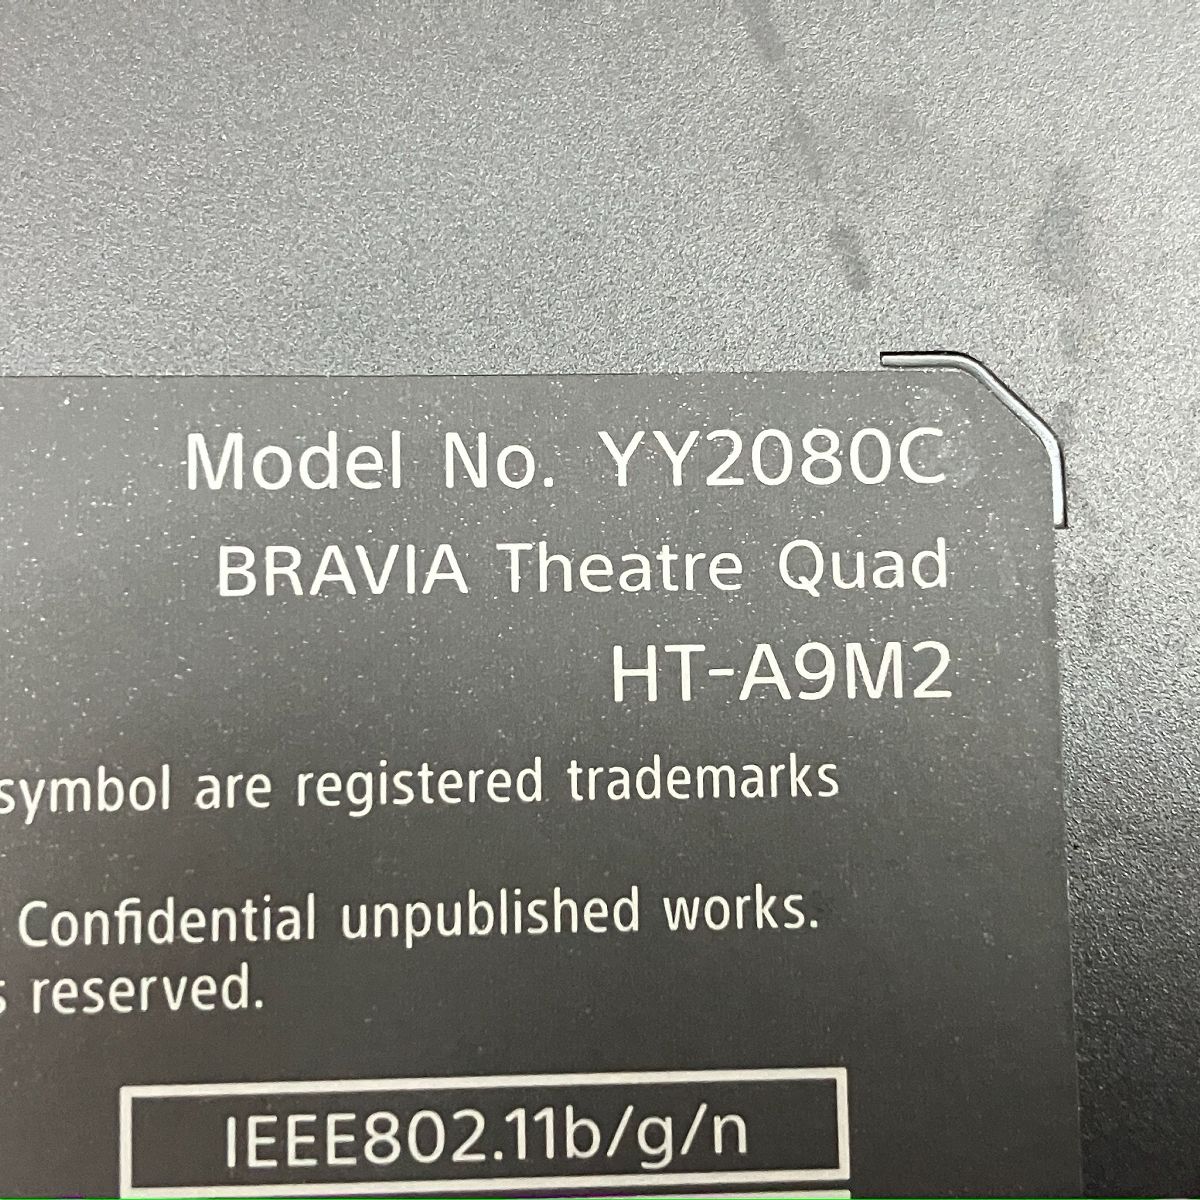 Model No. YY2080C
BRAVIA Theatre Quad
HT-A9M2
symbol are registered trademarks
Confidential unpublished works.
s reserved.
IEEE802.11b/g/n